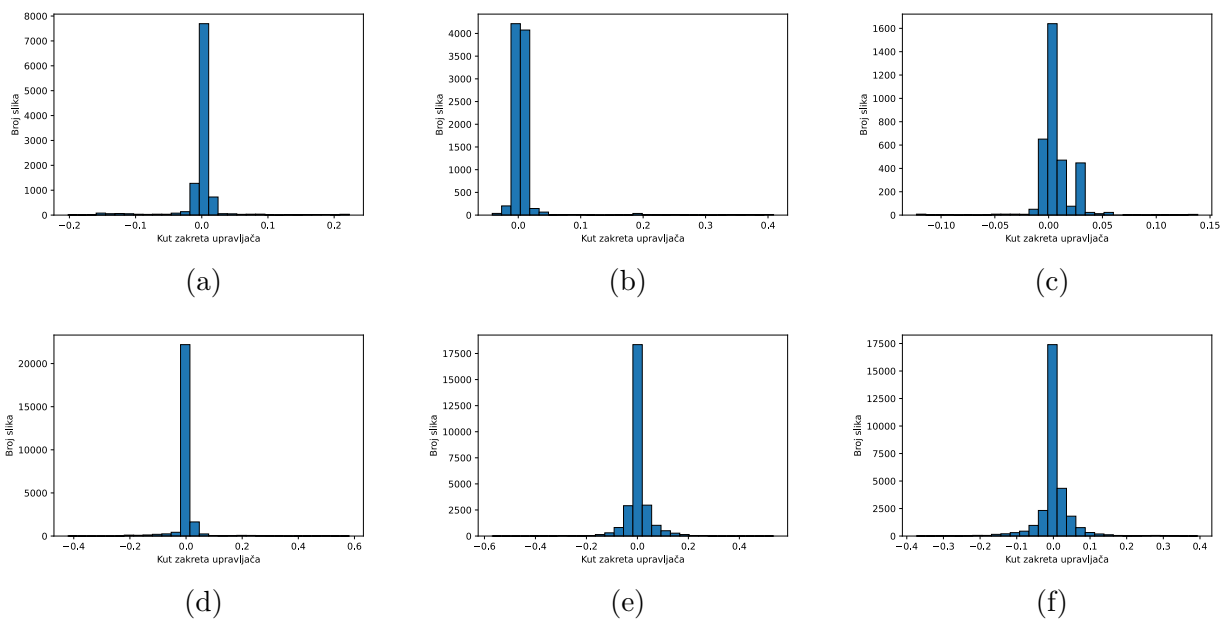 8000
7000
6000
5000
4000
3000
2000
1000
0
Broj slika
−0.2 −0.1 0.0 0.1 0.2
Kut zakreta upravljača
(a)
4000
3500
3000
2500
2000
1500
1000
500
0
Broj slika
0.0 0.1 0.2 0.3 0.4
Kut zakreta upravljača
(b)
1600
1400
1200
1000
800
600
400
200
0
Broj slika
−0.10 −0.05 0.00 0.05 0.10 0.15
Kut zakreta upravljača
(c)
20000
15000
10000
5000
0
Broj slika
−0.4 −0.2 0.0 0.2 0.4 0.6
Kut zakreta upravljača
(d)
17500
15000
12500
10000
7500
5000
2500
0
Broj slika
−0.6 −0.4 −0.2 0.0 0.2 0.4
Kut zakreta upravljača
(e)
17500
15000
12500
10000
7500
5000
2500
0
Broj slika
−0.4 −0.3 −0.2 −0.1 0.0 0.1 0.2 0.3 0.4
Kut zakreta upravljača
(f)